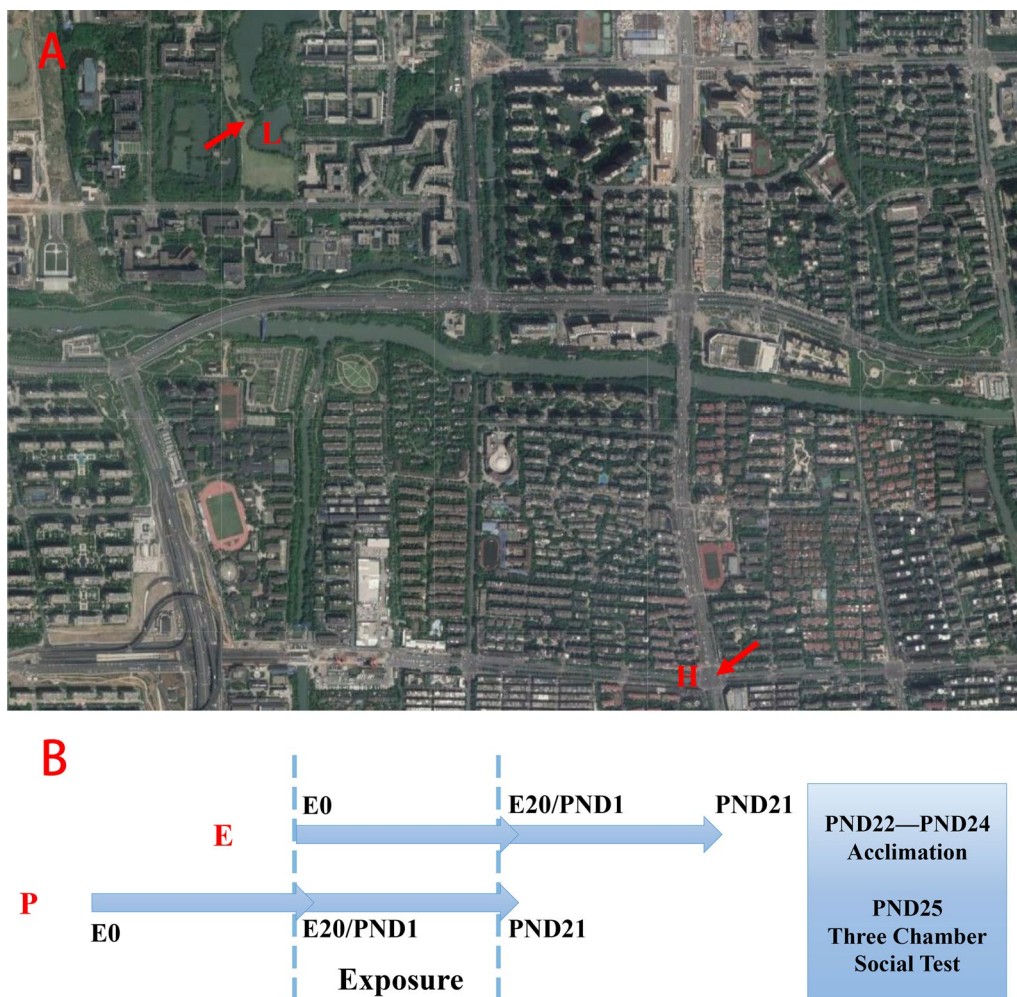 A
L
H
B
E0
E20/PND1
PND21
E
P
E0
E20/PND1
PND21
Exposure
PND22—PND24
Acclimation
PND25
Three Chamber
Social Test